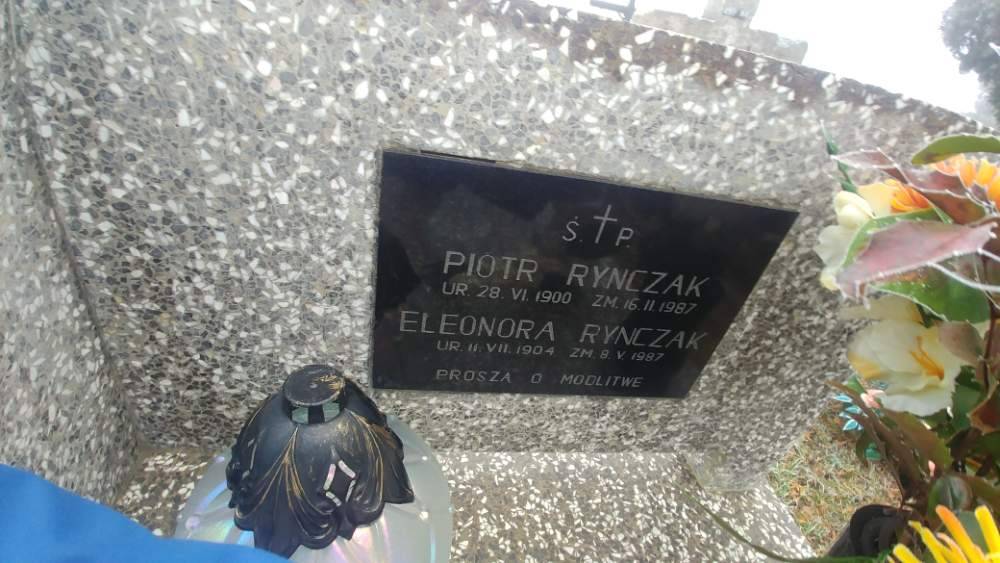 Ś. P.
PIOTR RYNCZAK
UR. 28. VI. 1900 ZM. 16. II. 1987
ELEONORA RYNCZAK
UR. 11. VII. 1904 ZM. 8. V. 1987
PROSZĄ O MODLITWĘ